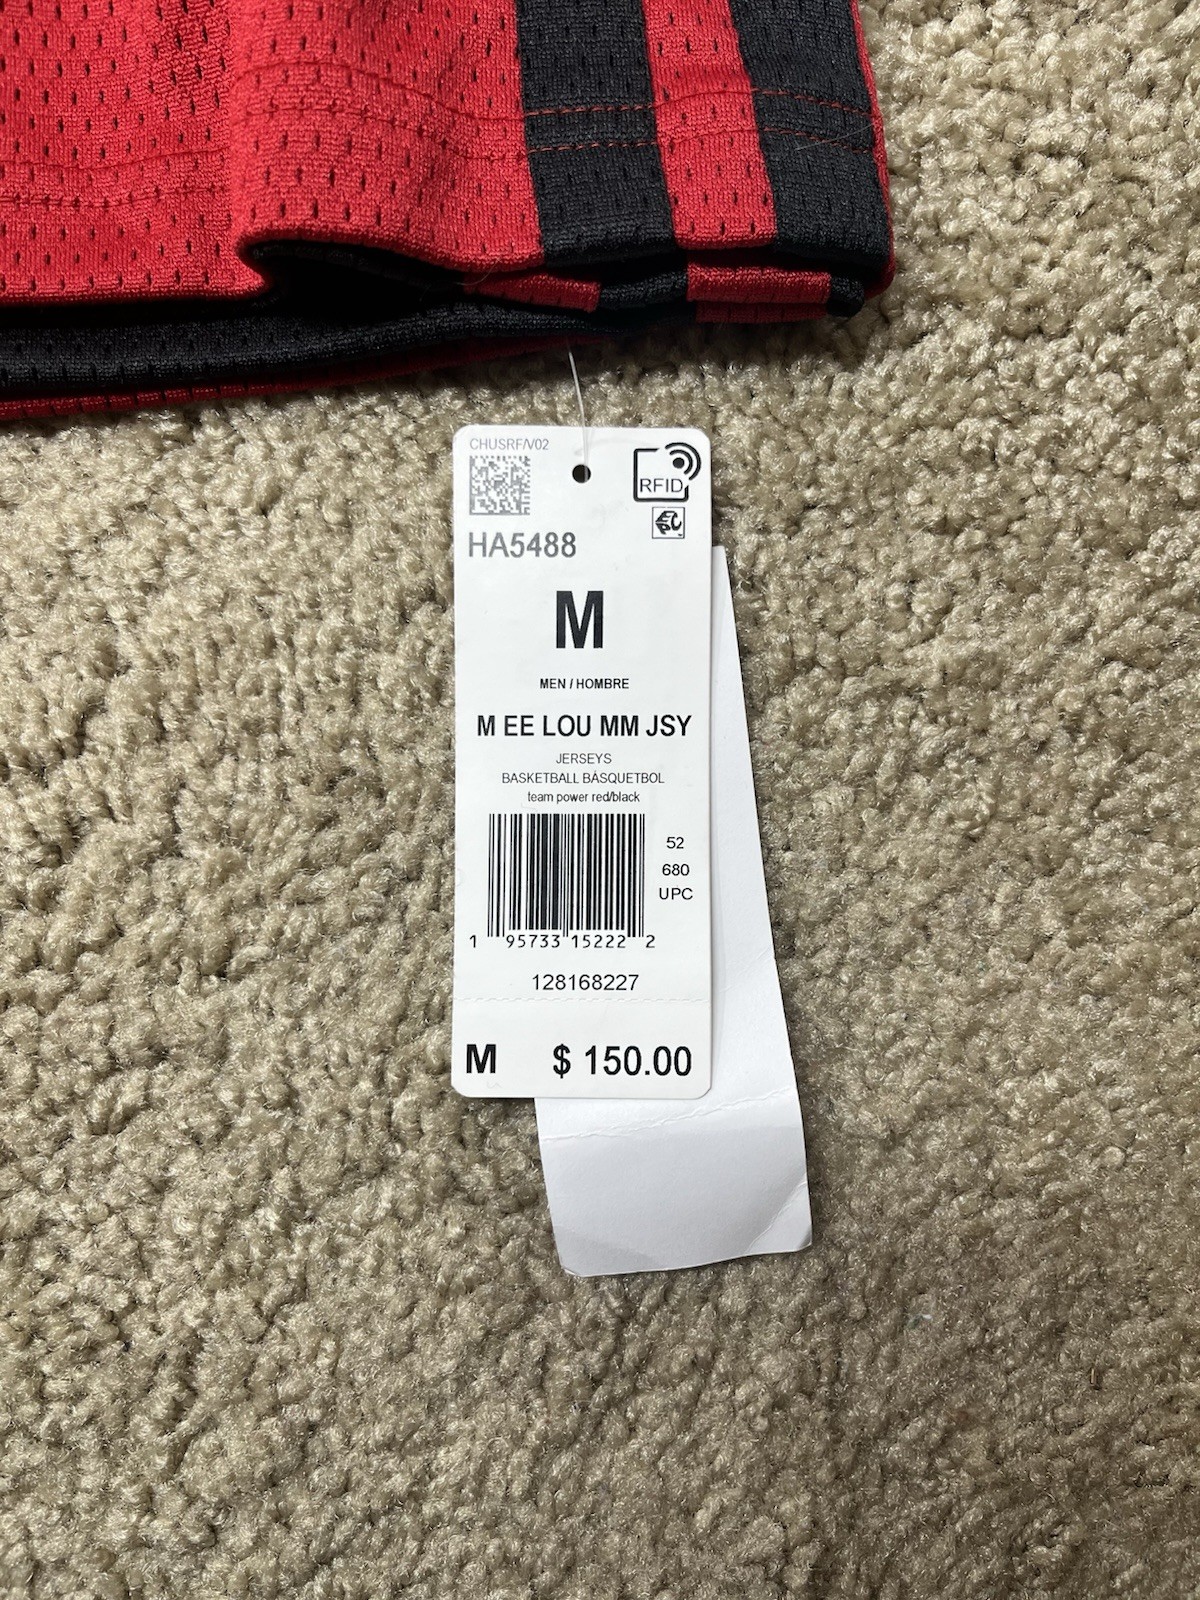 CHUSRF/V02
RFID
EPC
HA5488
M
MEN / HOMBRE
M EE LOU MM JSY
JERSEYS
BASKETBALL BÁSQUETBOL
team power red/black
52
680
UPC
1 95733 15222 2
128168227
M $ 150.00